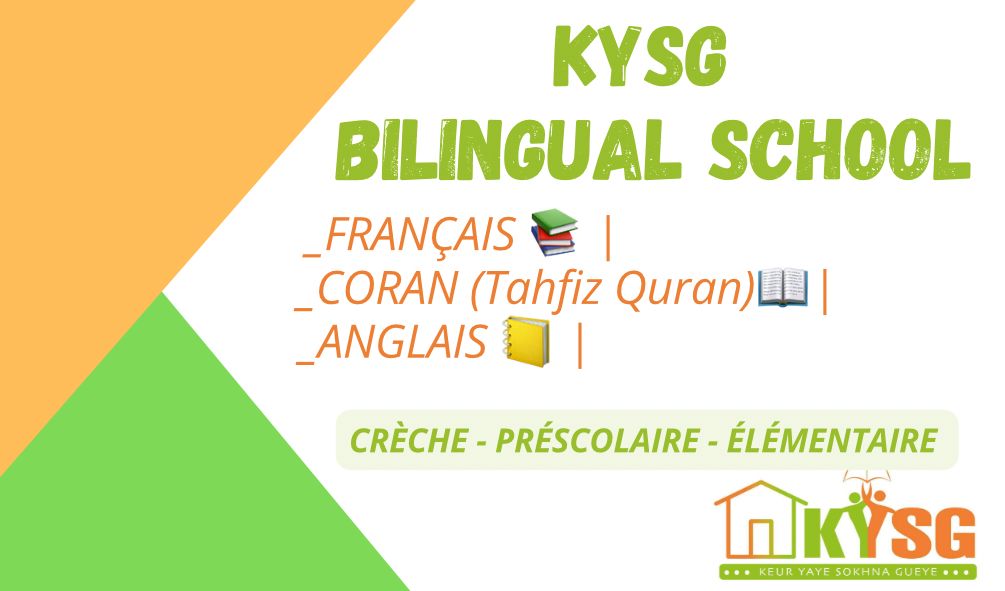 KYSG
BILINGUAL SCHOOL
_FRANÇAIS 📚 |
_CORAN (Tahfiz Quran)📖|
_ANGLAIS 📒 |
CRÈCHE - PRÉSCOLAIRE - ÉLÉMENTAIRE
KYSG
••• KEUR YAYE SOKHNA GUEYE •••